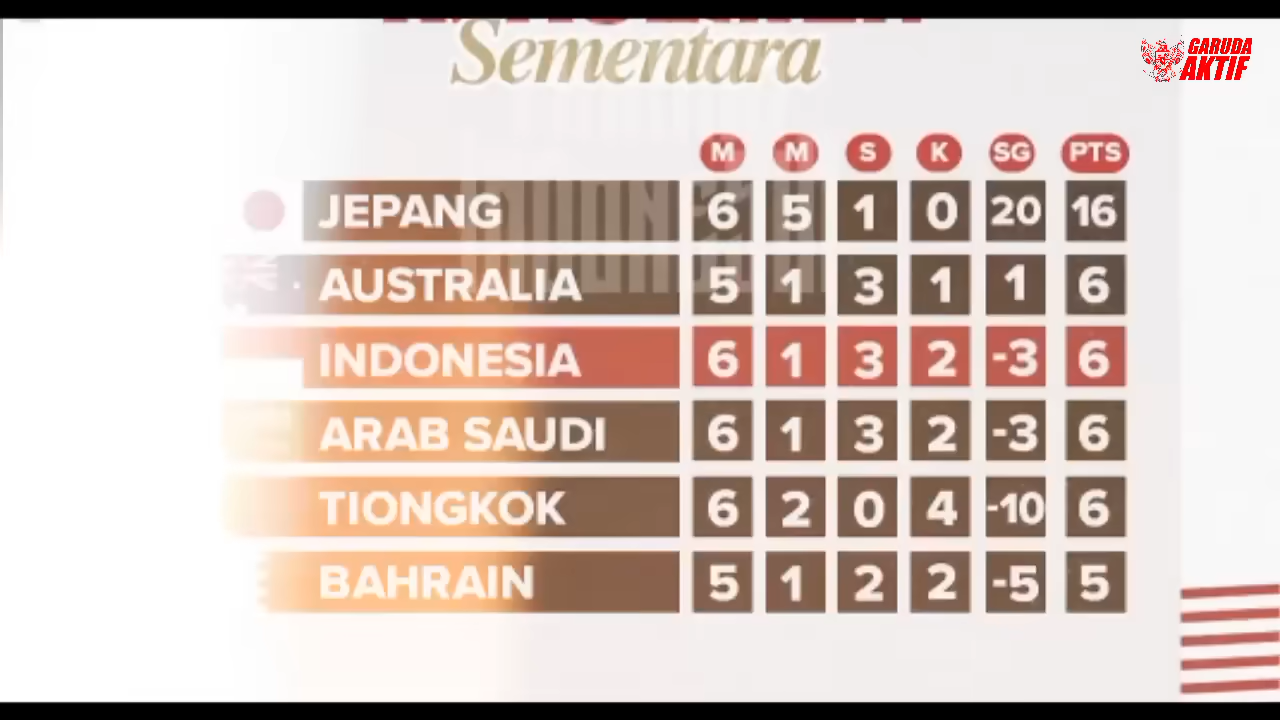 Sementara
GARUDA
AKTIF
M M S K SG PTS
JEPANG 6 5 1 0 20 16
AUSTRALIA 5 1 3 1 1 6
INDONESIA 6 1 3 2 -3 6
ARAB SAUDI 6 1 3 2 -3 6
TIONGKOK 6 2 0 4 -10 6
BAHRAIN 5 1 2 2 -5 5